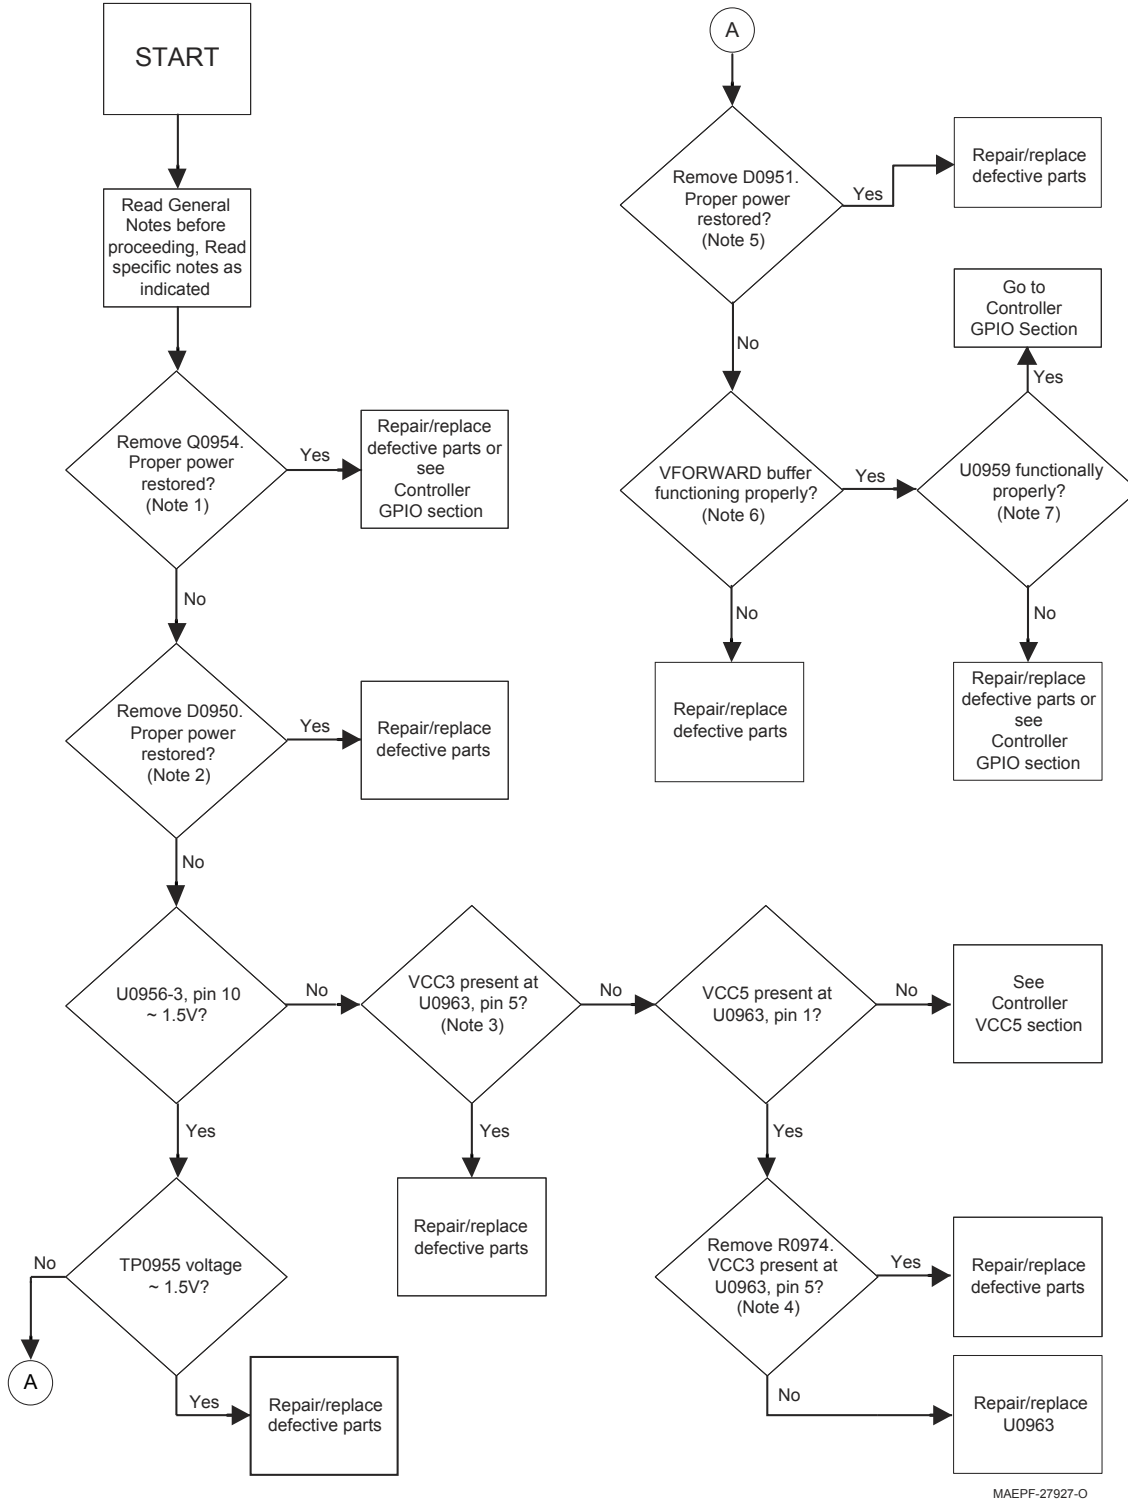 START
Read General
Notes before
proceeding, Read
specific notes as
indicated
Remove Q0954.
Proper power
restored?
(Note 1)
Yes
Repair/replace
defective parts or
see
Controller
GPIO section
No
Remove D0950.
Proper power
restored?
(Note 2)
Yes
Repair/replace
defective parts
No
U0956-3, pin 10
~ 1.5V?
No
VCC3 present at
U0963, pin 5?
(Note 3)
No
VCC5 present at
U0963, pin 1?
No
See
Controller
VCC5 section
Yes
Yes
Yes
TP0955 voltage
~ 1.5V?
No
A
Yes
Repair/replace
defective parts
Repair/replace
defective parts
Remove R0974.
VCC3 present at
U0963, pin 5?
(Note 4)
Yes
Repair/replace
defective parts
No
Repair/replace
U0963
A
Remove D0951.
Proper power
restored?
(Note 5)
Yes
Repair/replace
defective parts
No
VFORWARD buffer
functioning properly?
(Note 6)
Yes
U0959 functionally
properly?
(Note 7)
Yes
Go to
Controller
GPIO Section
No
Repair/replace
defective parts
No
Repair/replace
defective parts or
see
Controller
GPIO section
MAEPF-27927-O